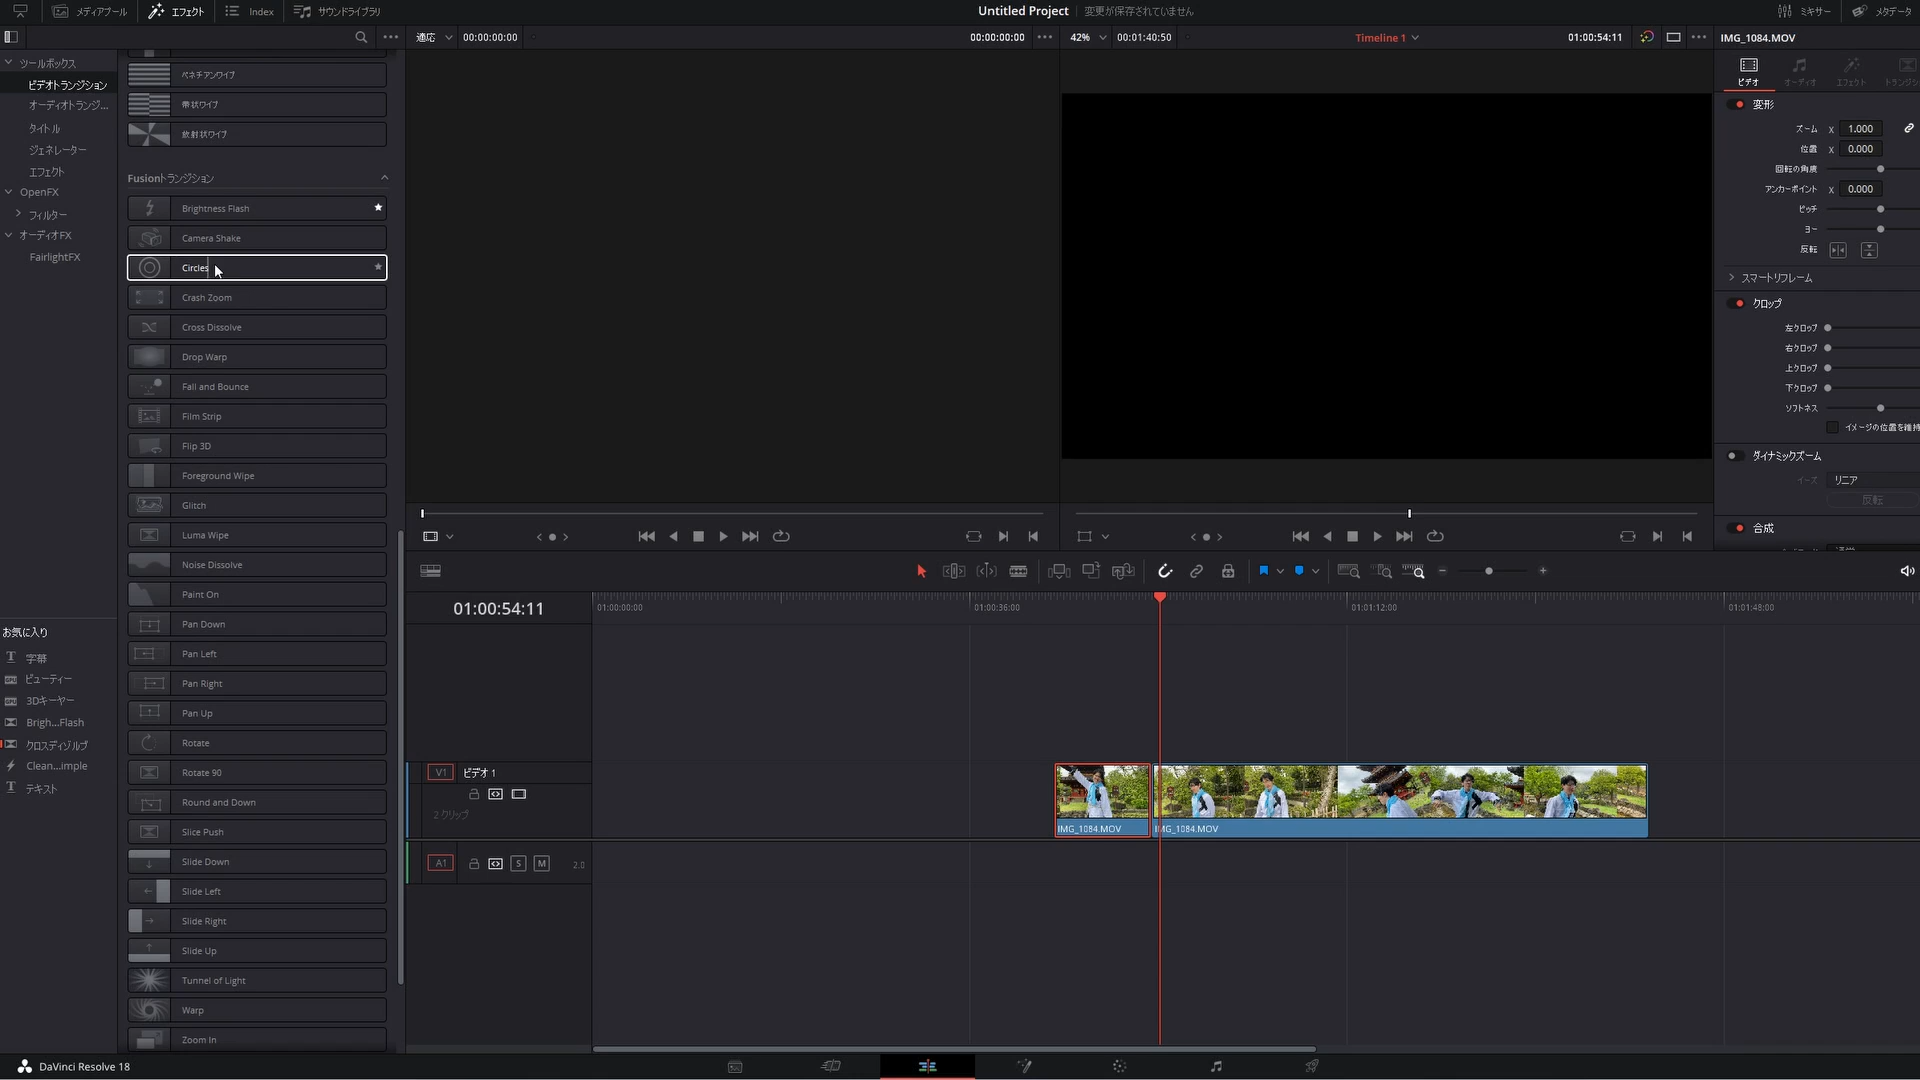 メディアプール
エフェクト
Index
サウンドライブラリ
Untitled Project
変更が保存されていません
ミキサー
メタデータ
適応
00:00:00:00
00:00:00:00
42%
00:01:40:50
Timeline 1
01:00:54:11
IMG_1084.MOV
ツールボックス
ビデオトランジション
オーディオトランジ...
タイトル
ジェネレーター
エフェクト
OpenFX
フィルター
オーディオFX
FairlightFX
お気に入り
字幕
ビューティー
3Dキーヤー
Brigh...Flash
クロスディゾルブ
Clean...imple
テキスト
ベネチアンワイプ
帯状ワイプ
放射状ワイプ
Fusionトランジション
Brightness Flash
Camera Shake
Circles
Crash Zoom
Cross Dissolve
Drop Warp
Fall and Bounce
Film Strip
Flip 3D
Foreground Wipe
Glitch
Luma Wipe
Noise Dissolve
Paint On
Pan Down
Pan Left
Pan Right
Pan Up
Rotate
Rotate 90
Round and Down
Slice Push
Slide Down
Slide Left
Slide Right
Slide Up
Tunnel of Light
Warp
Zoom In
ビデオ
オーディオ
エフェクト
トランジシ
変形
ズーム X 1.000
位置 X 0.000
回転の角度
アンカーポイント X 0.000
ピッチ
ヨー
反転
スマートリフレーム
クロップ
左クロップ
右クロップ
上クロップ
下クロップ
ソフトネス
イメージの位置を維持
ダイナミックズーム
イーズ リニア
反転
合成
01:00:54:11
01:00:00:00
01:00:36:00
01:01:12:00
01:01:48:00
V1 ビデオ 1
2 クリップ
IMG_1084.MOV
IMG_1084.MOV
A1 S M 2.0
DaVinci Resolve 18